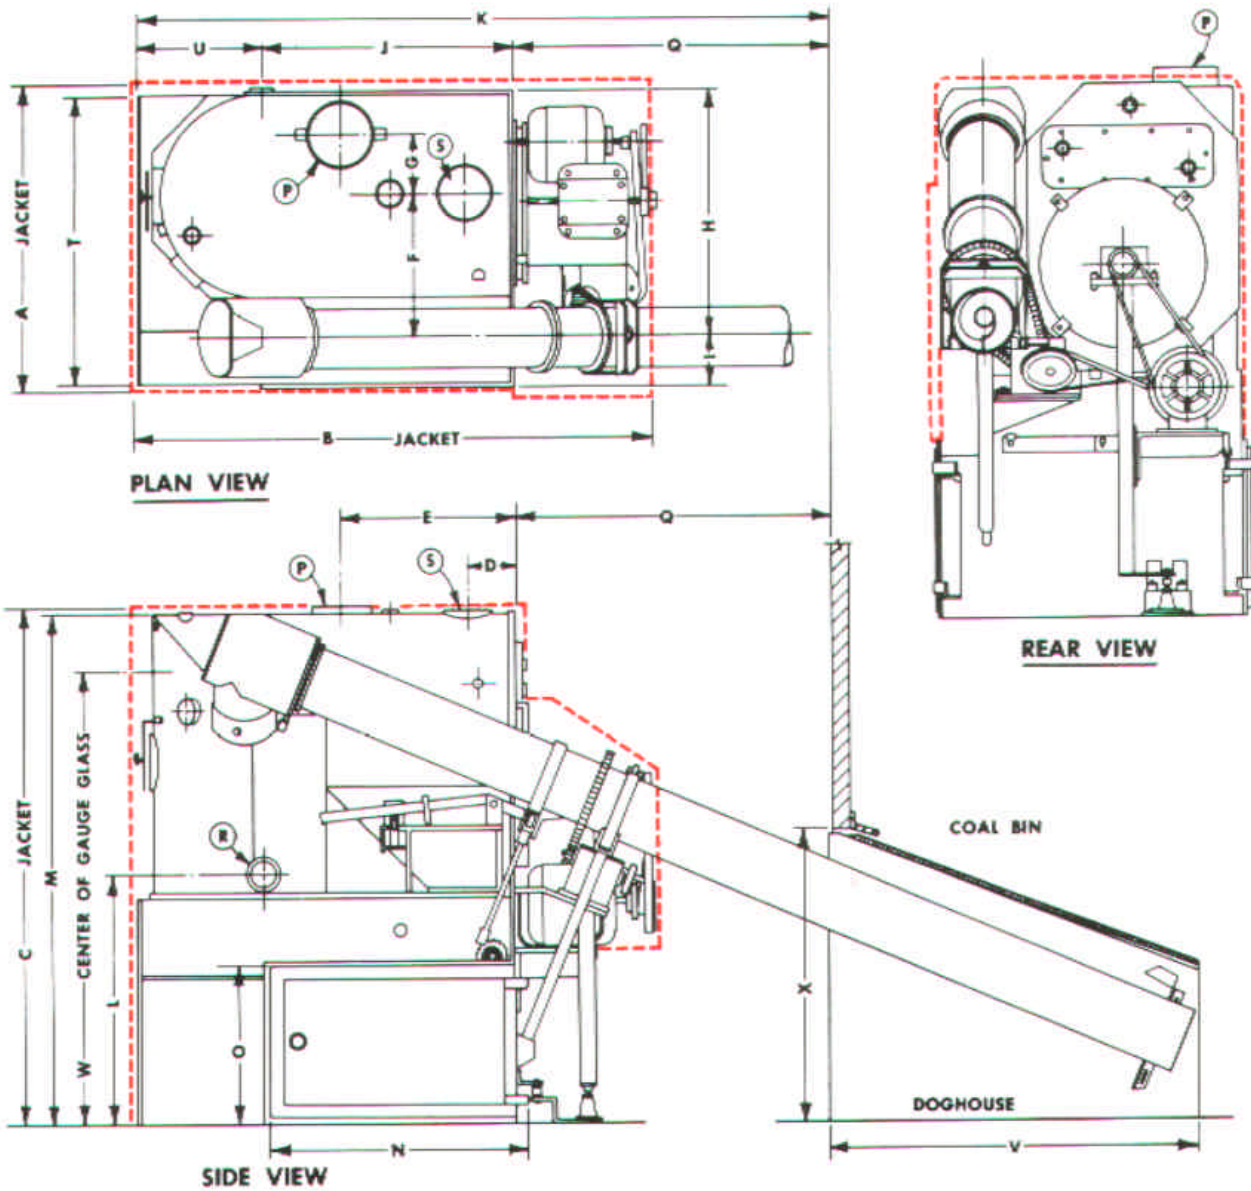 K
U
J
Q
P
A JACKET
T
P
G
S
F
H
D
I
B JACKET
PLAN VIEW
E
Q
D
P
S
REAR VIEW
C JACKET
M
W CENTER OF GAUGE GLASS
L
R
O
X
COAL BIN
DOGHOUSE
N
V
SIDE VIEW